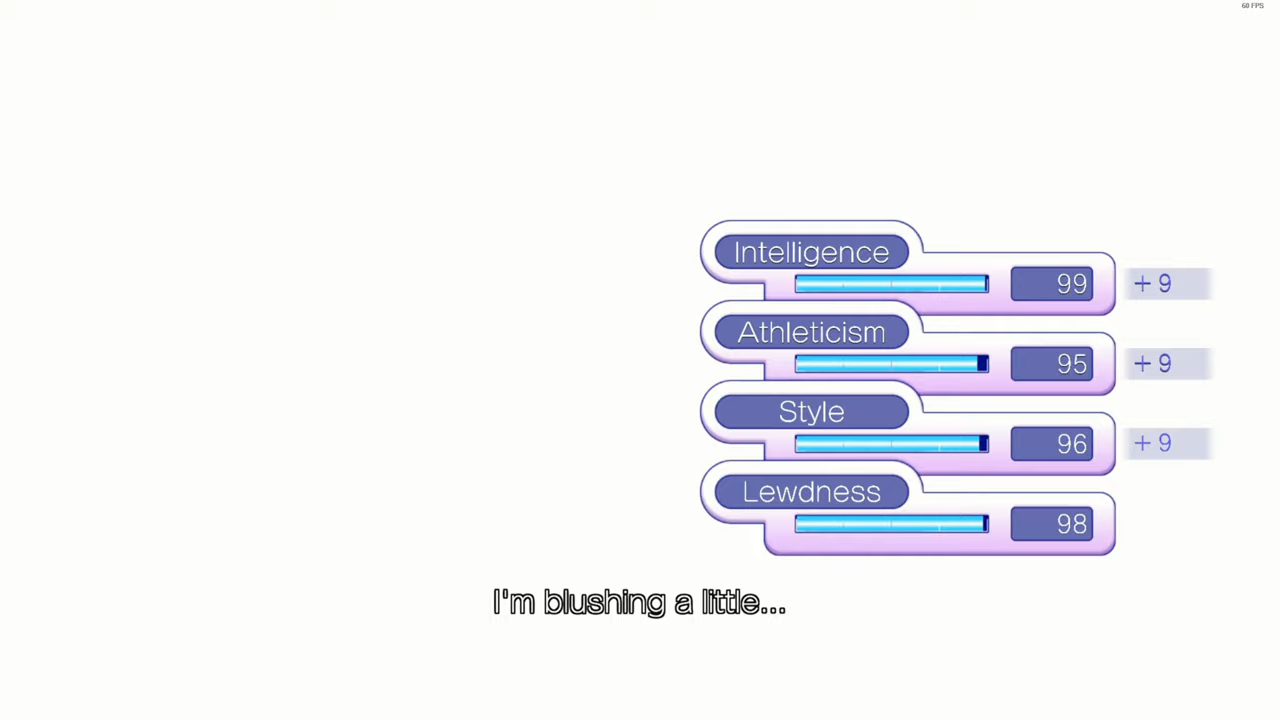 60 FPS
Intelligence
99 + 9
Athleticism
95 + 9
Style
96 + 9
Lewdness
98
I'm blushing a little...